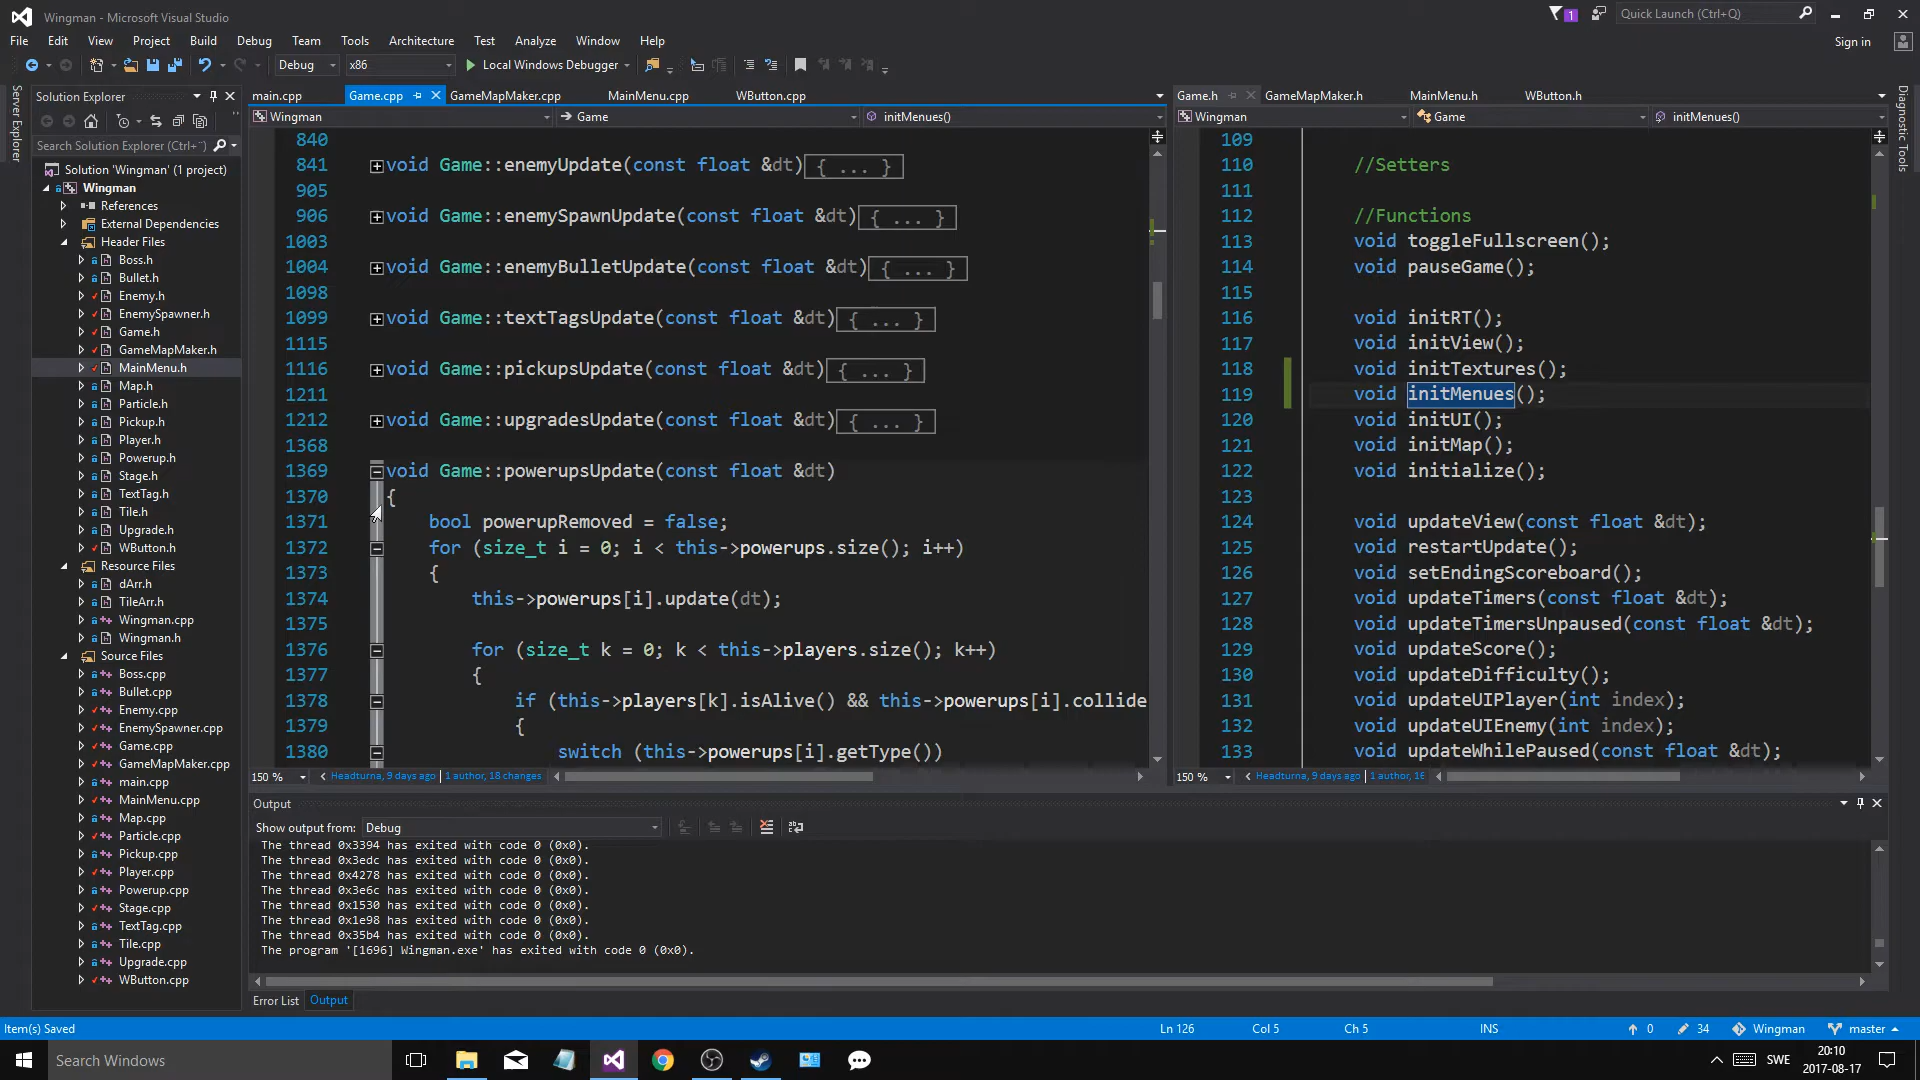 Wingman - Microsoft Visual Studio
1
Quick Launch (Ctrl+Q)
File Edit View Project Build Debug Team Tools Architecture Test Analyze Window Help
Sign in
Debug x86 Local Windows Debugger
Server Explorer
Solution Explorer
Search Solution Explorer (Ctrl+¨)
Solution 'Wingman' (1 project)
Wingman
References
External Dependencies
Header Files
Boss.h
Bullet.h
Enemy.h
EnemySpawner.h
Game.h
GameMapMaker.h
MainMenu.h
Map.h
Particle.h
Pickup.h
Player.h
Powerup.h
Stage.h
TextTag.h
Tile.h
Upgrade.h
WButton.h
Resource Files
dArr.h
TileArr.h
Wingman.cpp
Wingman.h
Source Files
Boss.cpp
Bullet.cpp
Enemy.cpp
EnemySpawner.cpp
Game.cpp
GameMapMaker.cpp
main.cpp
MainMenu.cpp
Map.cpp
Particle.cpp
Pickup.cpp
Player.cpp
Powerup.cpp
Stage.cpp
TextTag.cpp
Tile.cpp
Upgrade.cpp
WButton.cpp
main.cpp Game.cpp GameMapMaker.cpp MainMenu.cpp WButton.cpp
Wingman Game initMenues()
840
841 void Game::enemyUpdate(const float &dt){ ... }
905
906 void Game::enemySpawnUpdate(const float &dt){ ... }
1003
1004 void Game::enemyBulletUpdate(const float &dt){ ... }
1098
1099 void Game::textTagsUpdate(const float &dt){ ... }
1115
1116 void Game::pickupsUpdate(const float &dt){ ... }
1211
1212 void Game::upgradesUpdate(const float &dt){ ... }
1368
1369 void Game::powerupsUpdate(const float &dt)
1370 {
1371 bool powerupRemoved = false;
1372 for (size_t i = 0; i < this->powerups.size(); i++)
1373 {
1374 this->powerups[i].update(dt);
1375
1376 for (size_t k = 0; k < this->players.size(); k++)
1377 {
1378 if (this->players[k].isAlive() && this->powerups[i].collide
1379 {
1380 switch (this->powerups[i].getType())
150 % Headturna, 9 days ago | 1 author, 18 changes
Game.h GameMapMaker.h MainMenu.h WButton.h
Wingman Game initMenues()
109
110 //Setters
111
112 //Functions
113 void toggleFullscreen();
114 void pauseGame();
115
116 void initRT();
117 void initView();
118 void initTextures();
119 void initMenues();
120 void initUI();
121 void initMap();
122 void initialize();
123
124 void updateView(const float &dt);
125 void restartUpdate();
126 void setEndingScoreboard();
127 void updateTimers(const float &dt);
128 void updateTimersUnpaused(const float &dt);
129 void updateScore();
130 void updateDifficulty();
131 void updateUIPlayer(int index);
132 void updateUIEnemy(int index);
133 void updateWhilePaused(const float &dt);
150 % Headturna, 9 days ago | 1 author, 16
Diagnostic Tools
Output
Show output from: Debug
The thread 0x3394 has exited with code 0 (0x0).
The thread 0x3edc has exited with code 0 (0x0).
The thread 0x4278 has exited with code 0 (0x0).
The thread 0x3e6c has exited with code 0 (0x0).
The thread 0x1530 has exited with code 0 (0x0).
The thread 0x1e98 has exited with code 0 (0x0).
The thread 0x35b4 has exited with code 0 (0x0).
The program '[1696] Wingman.exe' has exited with code 0 (0x0).
Error List Output
Item(s) Saved Ln 126 Col 5 Ch 5 INS 0 34 Wingman master
Search Windows
SWE
20:10
2017-08-17